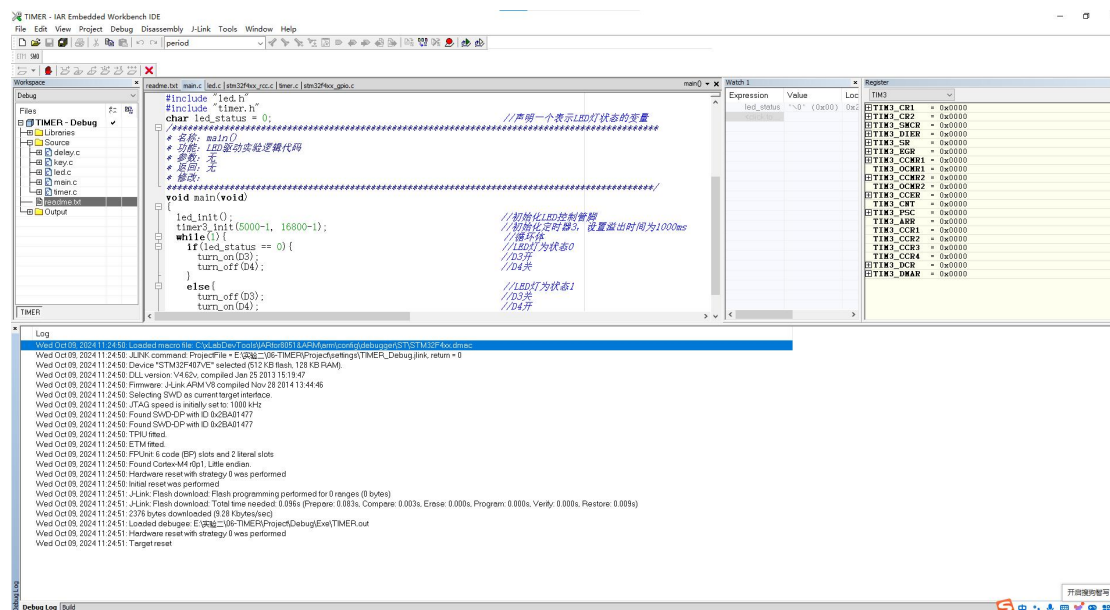 TIMER - IAR Embedded Workbench IDE
File Edit View Project Debug Disassembly J-Link Tools Window Help
period
ETM SWO
Workspace
Debug
Files
TIMER - Debug
Libraries
Source
delay.c
key.c
led.c
main.c
timer.c
readme.txt
Output
TIMER
readme.txt main.c led.c stm32f4xx_rcc.c timer.c stm32f4xx_gpio.c
main()
#include "led.h"
#include "timer.h"
char led_status = 0; //声明一个表示LED灯状态的变量
* 名称: main()
* 功能: LED驱动实验逻辑代码
* 参数: 无
* 返回: 无
* 修改:
void main(void)
{
led_init(); //初始化LED控制管脚
timer3_init(5000-1, 16800-1); //初始化定时器3, 设置溢出时间为1000ms
while(1){ //循环体
if(led_status == 0){ //LED灯为状态0
turn_on(D3); //D3开
turn_off(D4); //D4关
}
else{ //LED灯为状态1
turn_off(D3); //D3关
turn_on(D4); //D4开
Watch 1
Expression Value Loc
led_status '\0' (0x00) 0x2
Register
TIM3
TIM3_CR1 = 0x0000
TIM3_CR2 = 0x0000
TIM3_SMCR = 0x0000
TIM3_DIER = 0x0000
TIM3_SR = 0x0000
TIM3_EGR = 0x0000
TIM3_CCMR1 = 0x0000
TIM3_OCMR1 = 0x0000
TIM3_CCMR2 = 0x0000
TIM3_OCMR2 = 0x0000
TIM3_CCER = 0x0000
TIM3_CNT = 0x0000
TIM3_PSC = 0x0000
TIM3_ARR = 0x0000
TIM3_CCR1 = 0x0000
TIM3_CCR2 = 0x0000
TIM3_CCR3 = 0x0000
TIM3_CCR4 = 0x0000
TIM3_DCR = 0x0000
TIM3_DMAR = 0x0000
Log
Wed Oct 09, 2024 11:24:50: Loaded macro file: C:\xLabDevTools\IARfor8051&ARM\arm\config\debugger\ST\STM32F4xx.dmac
Wed Oct 09, 2024 11:24:50: JLINK command: ProjectFile = E:\实验二\06-TIMER\Project\settings\TIMER_Debug.jlink, return = 0
Wed Oct 09, 2024 11:24:50: Device "STM32F407VE" selected (512 KB flash, 128 KB RAM).
Wed Oct 09, 2024 11:24:50: DLL version: V4.62v, compiled Jan 25 2013 15:19:47
Wed Oct 09, 2024 11:24:50: Firmware: J-Link ARM V8 compiled Nov 28 2014 13:44:46
Wed Oct 09, 2024 11:24:50: Selecting SWD as current target interface.
Wed Oct 09, 2024 11:24:50: JTAG speed is initially set to: 1000 kHz
Wed Oct 09, 2024 11:24:50: Found SWD-DP with ID 0x2BA01477
Wed Oct 09, 2024 11:24:50: Found SWD-DP with ID 0x2BA01477
Wed Oct 09, 2024 11:24:50: TPIU fitted.
Wed Oct 09, 2024 11:24:50: ETM fitted.
Wed Oct 09, 2024 11:24:50: FPUnit: 6 code (BP) slots and 2 literal slots
Wed Oct 09, 2024 11:24:50: Found Cortex-M4 r0p1, Little endian.
Wed Oct 09, 2024 11:24:50: Hardware reset with strategy 0 was performed
Wed Oct 09, 2024 11:24:50: Initial reset was performed
Wed Oct 09, 2024 11:24:51: J-Link: Flash download: Flash programming performed for 0 ranges (0 bytes)
Wed Oct 09, 2024 11:24:51: J-Link: Flash download: Total time needed: 0.096s (Prepare: 0.083s, Compare: 0.003s, Erase: 0.000s, Program: 0.000s, Verify: 0.000s, Restore: 0.009s)
Wed Oct 09, 2024 11:24:51: 2376 bytes downloaded (9.28 Kbytes/sec)
Wed Oct 09, 2024 11:24:51: Loaded debugee: E:\实验二\06-TIMER\Project\Debug\Exe\TIMER.out
Wed Oct 09, 2024 11:24:51: Hardware reset with strategy 0 was performed
Wed Oct 09, 2024 11:24:51: Target reset
Debug Log
Debug Log Build
开启搜狗智写
中